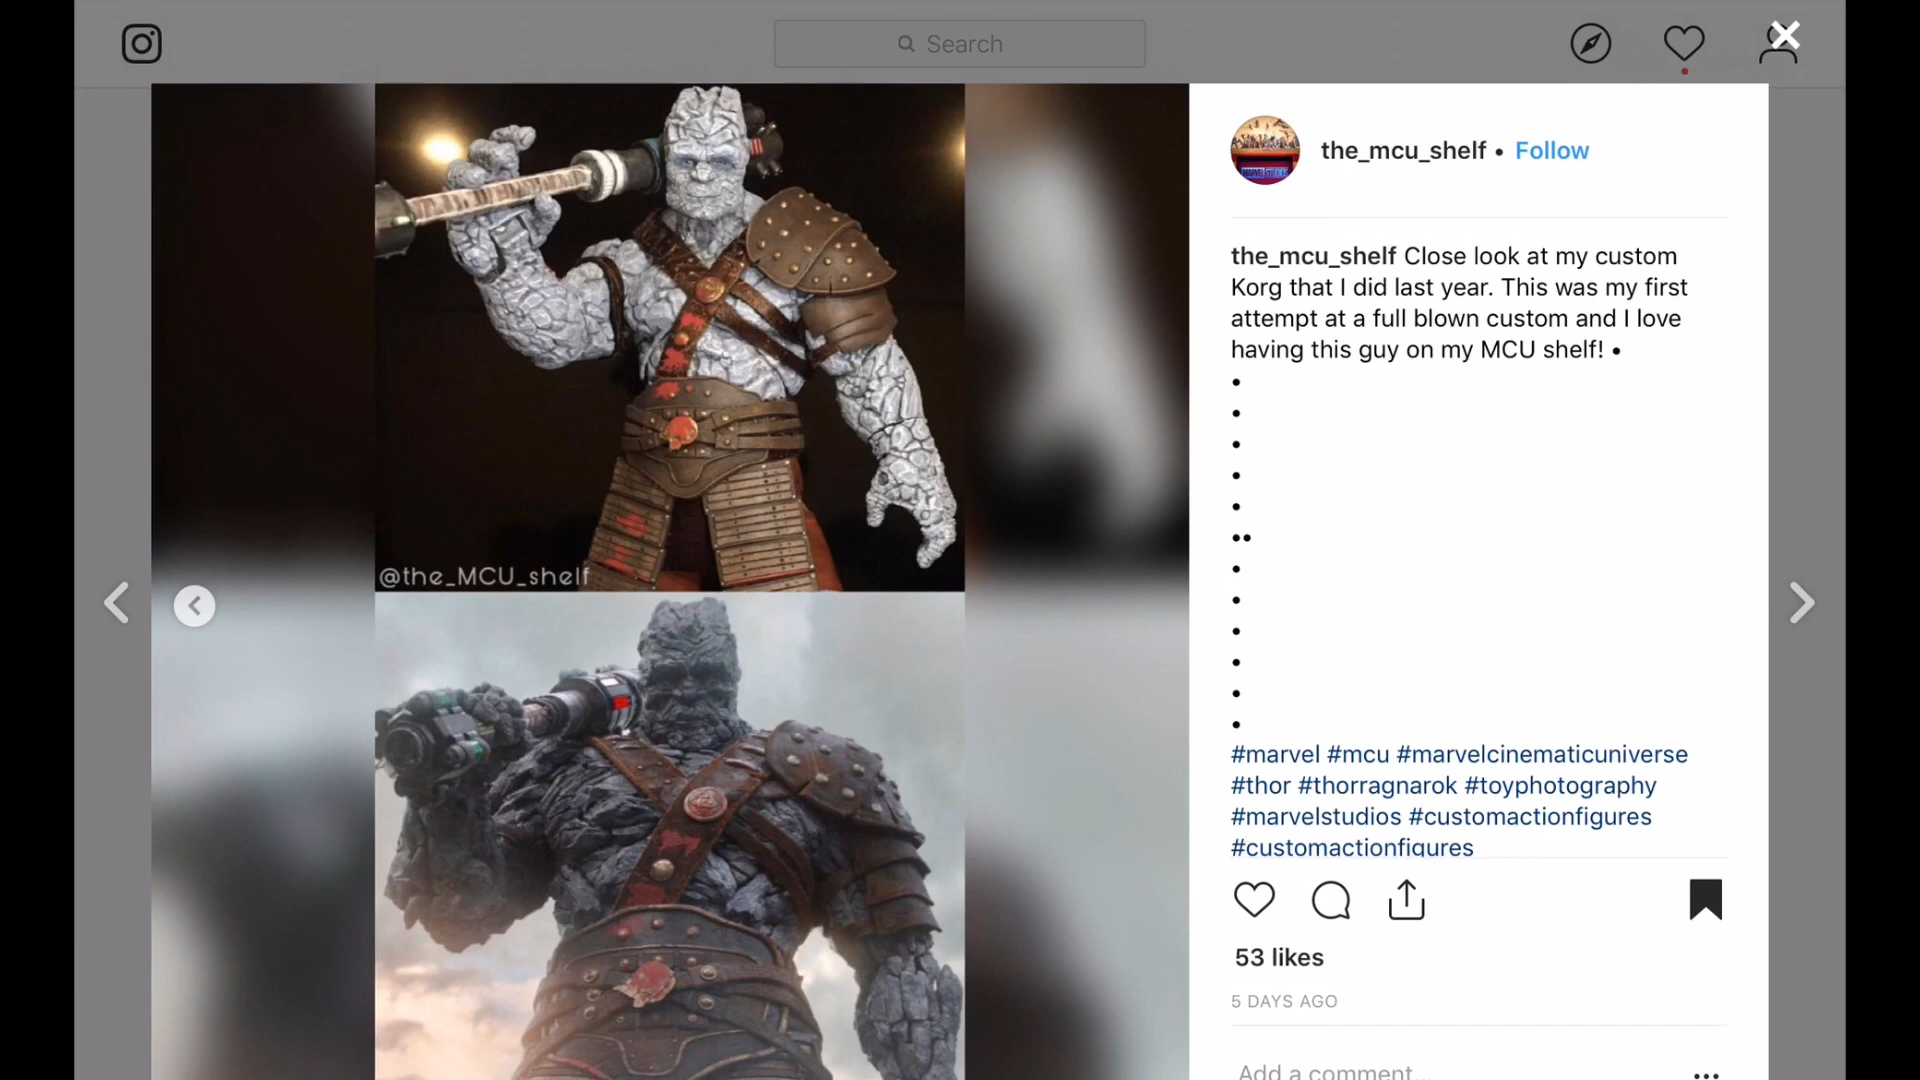 Search
the_mcu_shelf • Follow
the_mcu_shelf Close look at my custom
Korg that I did last year. This was my first
attempt at a full blown custom and I love
having this guy on my MCU shelf! •
•
•
•
•
•
••
•
•
•
•
•
•
#marvel #mcu #marvelcinematicuniverse
#thor #thorragnarok #toyphotography
#marvelstudios #customactionfigures
#customactionfigures
@the_MCU_shelf
53 likes
5 DAYS AGO
Add a comment...